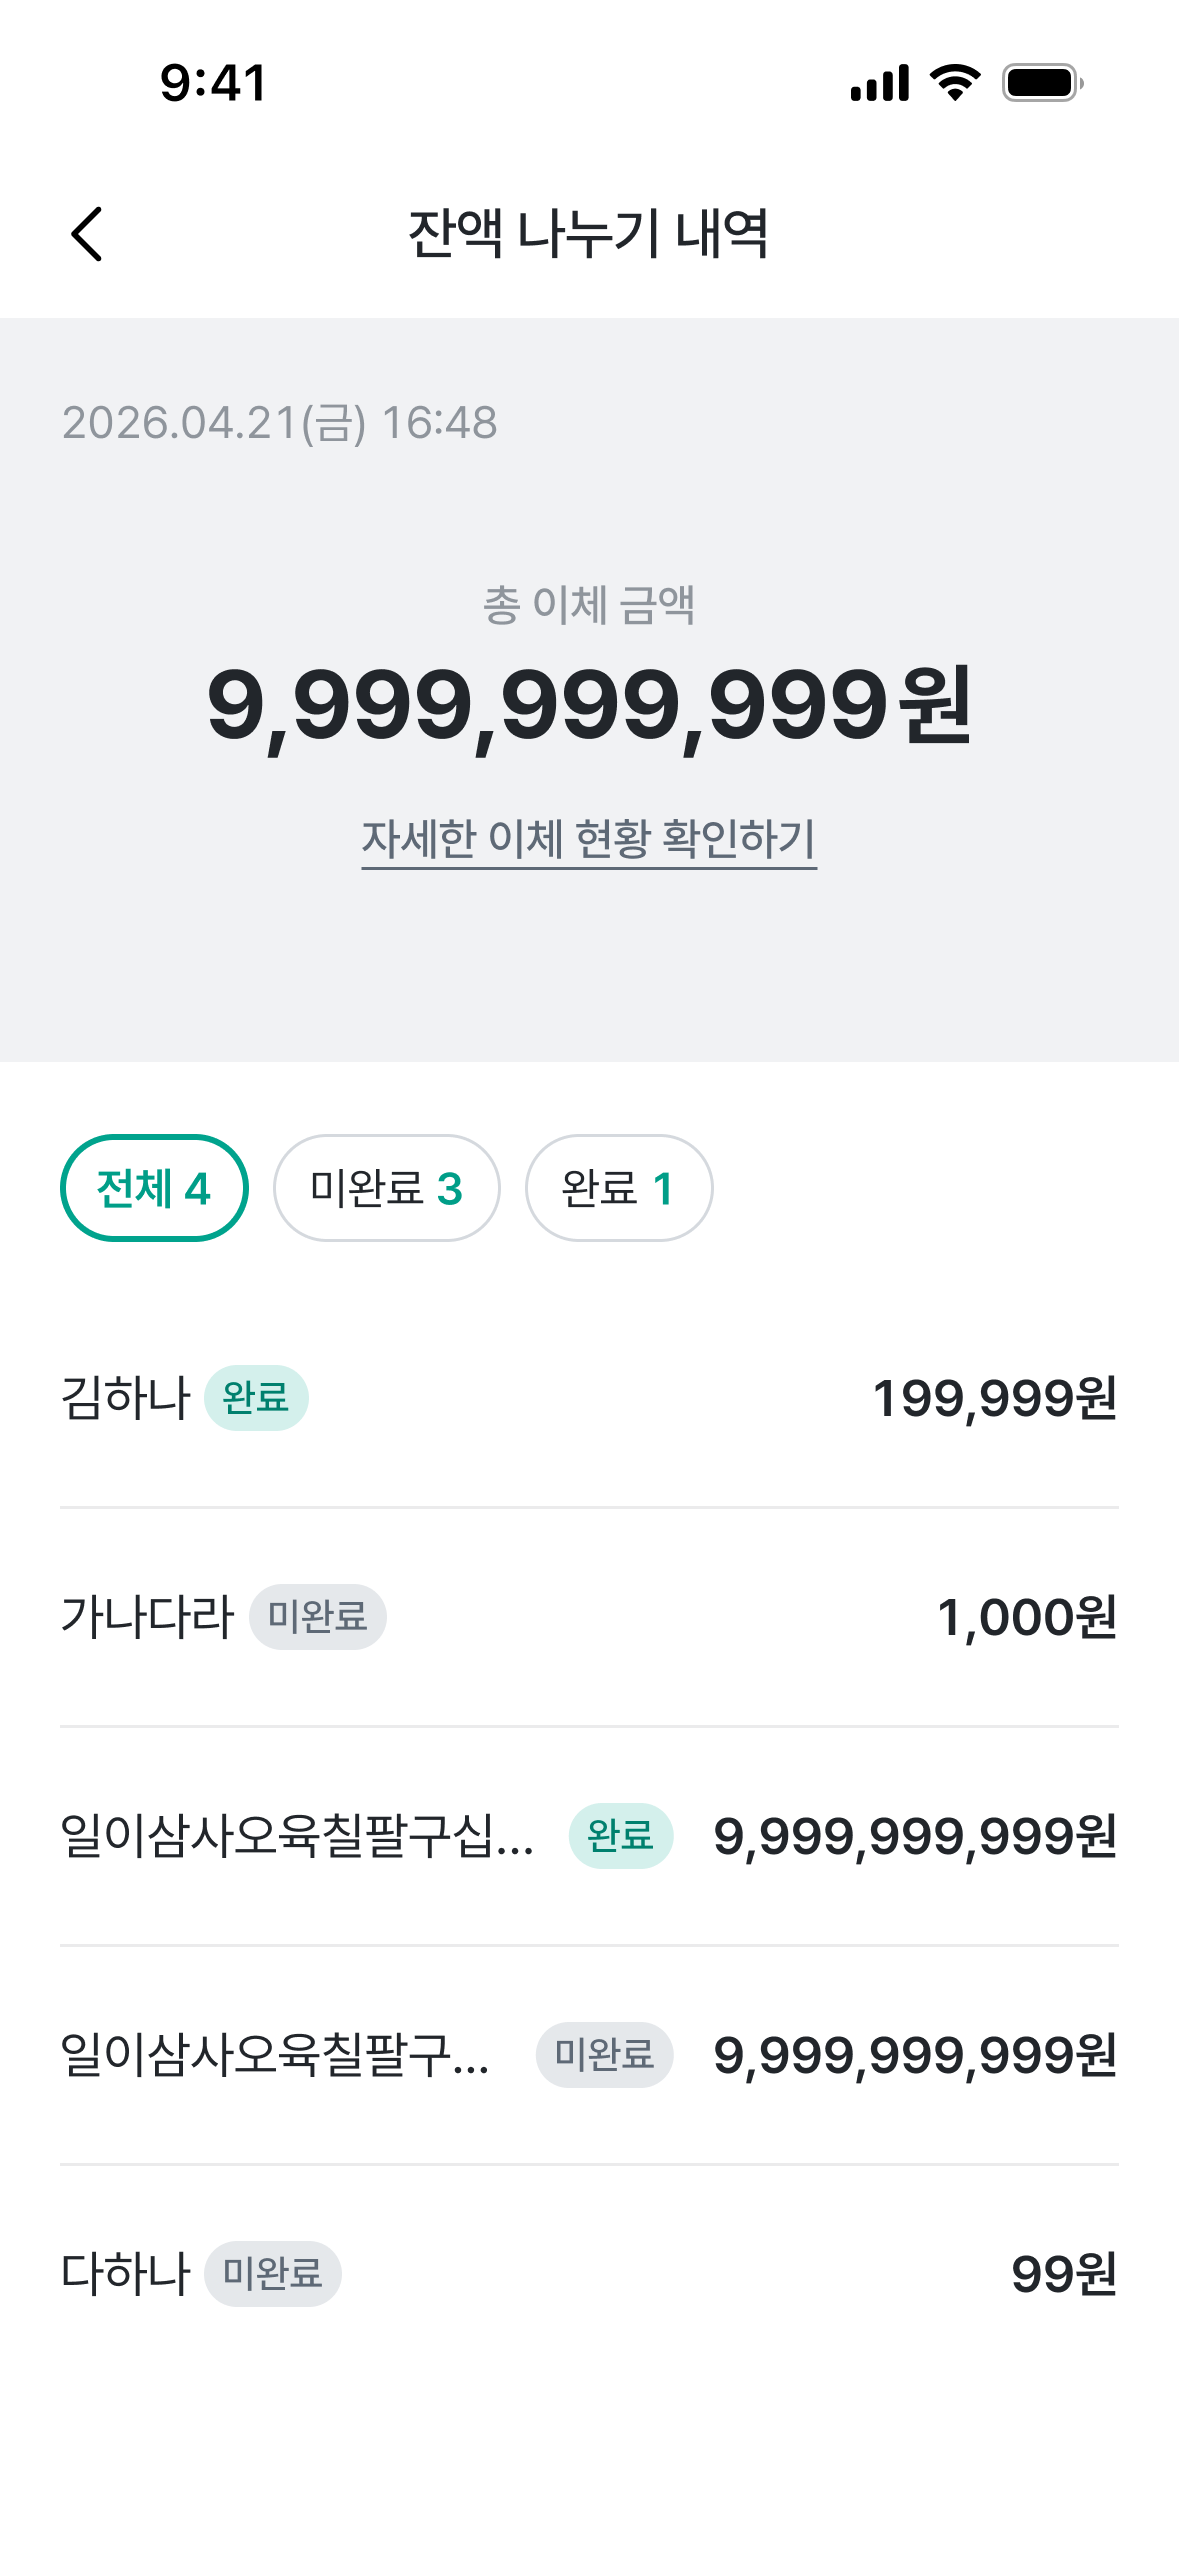 9:41
잔액 나누기 내역
2026.04.21(금) 16:48
총 이체 금액
9,999,999,999원
자세한 이체 현황 확인하기
전체 4 미완료 3 완료 1
김하나 완료 199,999원
가나다라 미완료 1,000원
일이삼사오육칠팔구십... 완료 9,999,999,999원
일이삼사오육칠팔구... 미완료 9,999,999,999원
다하나 미완료 99원